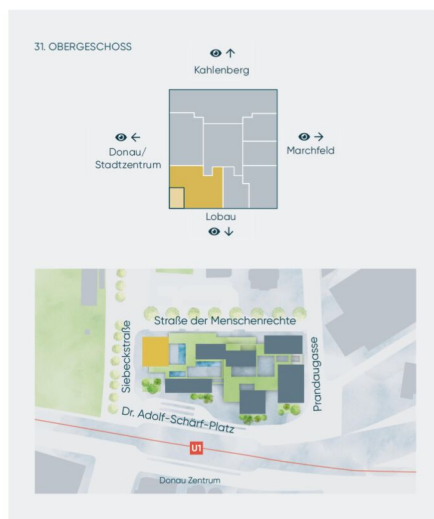 31. OBERGESCHOSS
Kahlenberg
Donau/
Stadtzentrum
Marchfeld
Lobau
Straße der Menschenrechte
Siebeckstraße
Prandaugasse
Dr. Adolf-Schärf-Platz
U1
Donau Zentrum